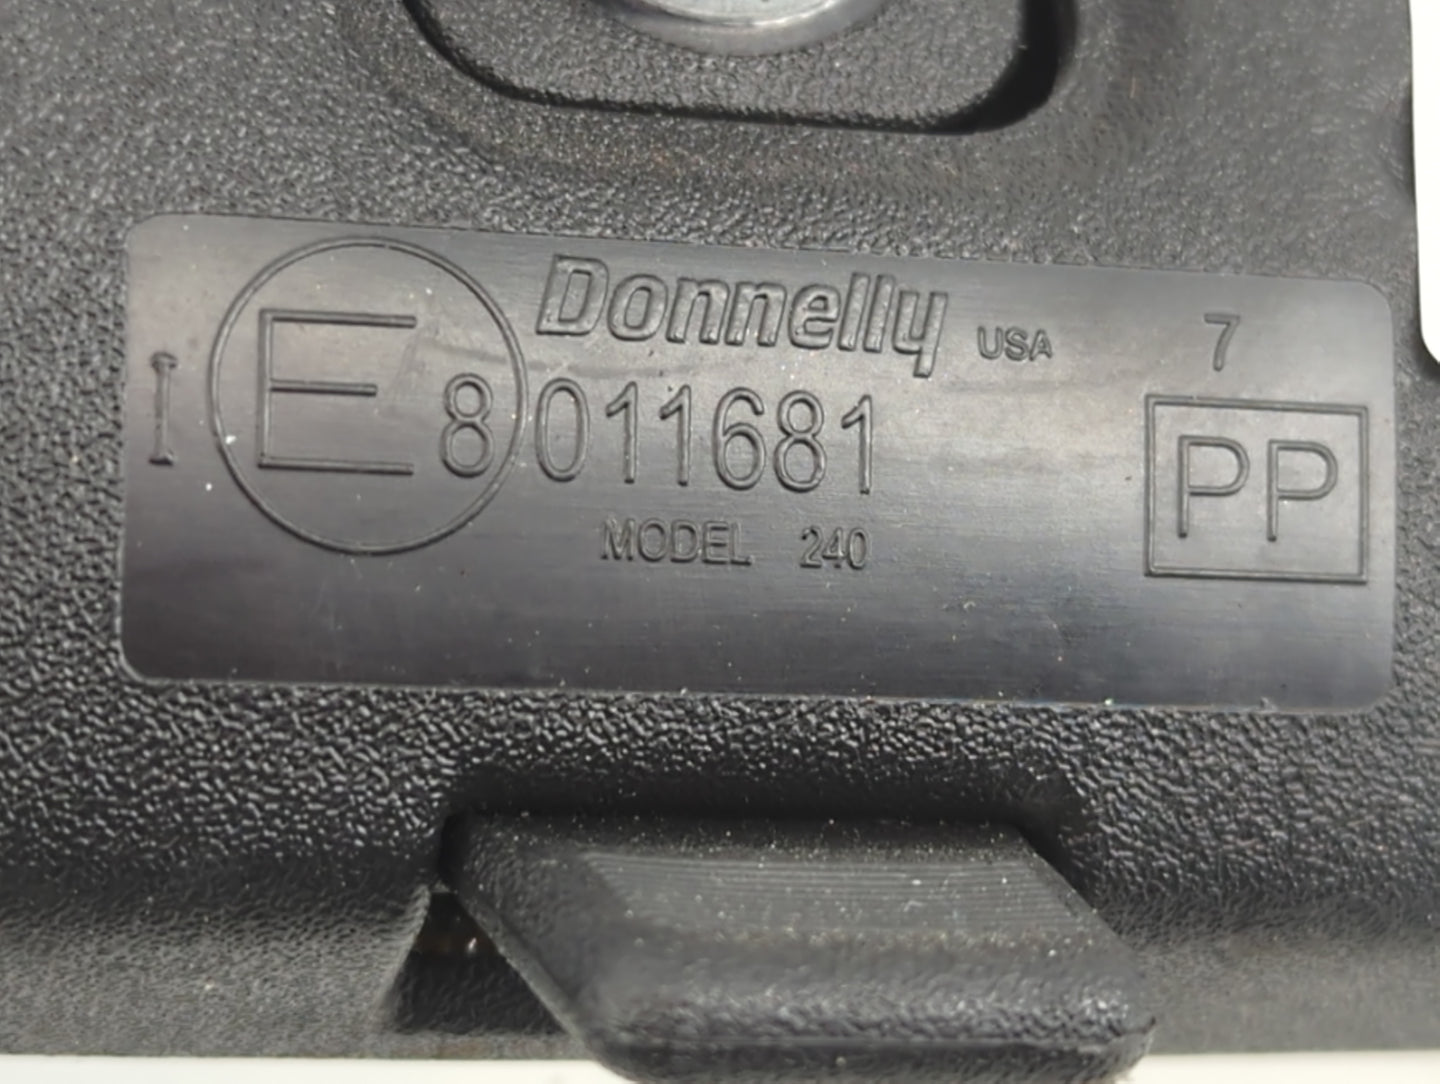 Donnelly USA 7
I E 8 011681 PP
MODEL 240